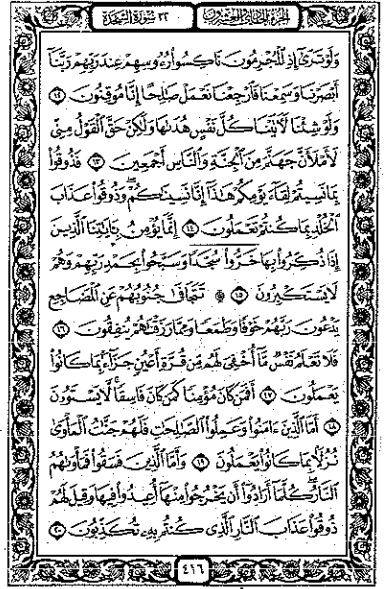 الجزء الحادي والعشرون ٣٢ سورة السجدة
وَلَوْ تَرَىٰٓ إِذِ ٱلْمُجْرِمُونَ نَاكِسُوا۟ رُءُوسِهِمْ عِندَ رَبِّهِمْ رَبَّنَآ
أَبْصَرْنَا وَسَمِعْنَا فَٱرْجِعْنَا نَعْمَلْ صَٰلِحًا إِنَّا مُوقِنُونَ ١٢
وَلَوْ شِئْنَا لَءَاتَيْنَا كُلَّ نَفْسٍ هُدَىٰهَا وَلَٰكِنْ حَقَّ ٱلْقَوْلُ مِنِّى
لَأَمْلَأَنَّ جَهَنَّمَ مِنَ ٱلْجِنَّةِ وَٱلنَّاسِ أَجْمَعِينَ ١٣ فَذُوقُوا۟
بِمَا نَسِيتُمْ لِقَآءَ يَوْمِكُمْ هَٰذَآ إِنَّا نَسِينَٰكُمْ ۖ وَذُوقُوا۟ عَذَابَ
ٱلْخُلْدِ بِمَا كُنتُمْ تَعْمَلُونَ ١٤ إِنَّمَا يُؤْمِنُ بِـَٔايَٰتِنَا ٱلَّذِينَ
إِذَا ذُكِّرُوا۟ بِهَا خَرُّوا۟ سُجَّدًا وَسَبَّحُوا۟ بِحَمْدِ رَبِّهِمْ وَهُمْ
لَا يَسْتَكْبِرُونَ ۩ ١٥ ۞ تَتَجَافَىٰ جُنُوبُهُمْ عَنِ ٱلْمَضَاجِعِ
يَدْعُونَ رَبَّهُمْ خَوْفًا وَطَمَعًا وَمِمَّا رَزَقْنَٰهُمْ يُنفِقُونَ ١٦
فَلَا تَعْلَمُ نَفْسٌ مَّآ أُخْفِىَ لَهُم مِّن قُرَّةِ أَعْيُنٍ جَزَآءًۢ بِمَا كَانُوا۟
يَعْمَلُونَ ١٧ أَفَمَن كَانَ مُؤْمِنًا كَمَن كَانَ فَاسِقًا ۚ لَّا يَسْتَوُۥنَ
١٨ أَمَّا ٱلَّذِينَ ءَامَنُوا۟ وَعَمِلُوا۟ ٱلصَّٰلِحَٰتِ فَلَهُمْ جَنَّٰتُ ٱلْمَأْوَىٰ
نُزُلًۢا بِمَا كَانُوا۟ يَعْمَلُونَ ١٩ وَأَمَّا ٱلَّذِينَ فَسَقُوا۟ فَمَأْوَىٰهُمُ
ٱلنَّارُ ۖ كُلَّمَآ أَرَادُوٓا۟ أَن يَخْرُجُوا۟ مِنْهَآ أُعِيدُوا۟ فِيهَا وَقِيلَ لَهُمْ
ذُوقُوا۟ عَذَابَ ٱلنَّارِ ٱلَّذِى كُنتُم بِهِۦ تُكَذِّبُونَ ٢٠
٤١٦